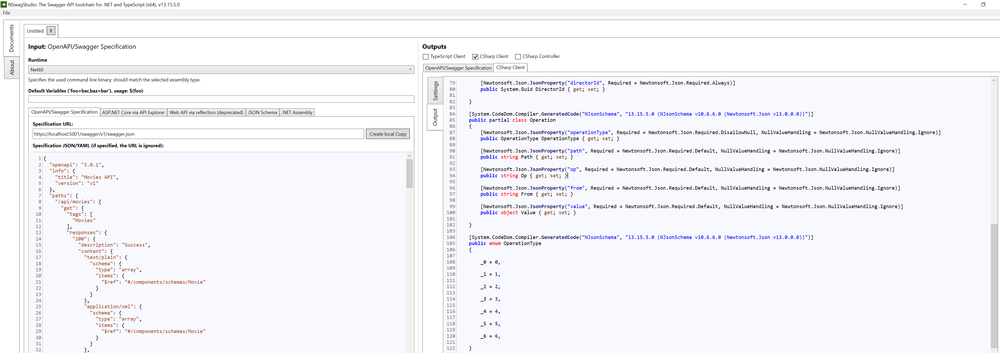 NSwagStudio: The Swagger API toolchain for .NET and TypeScript (x64), v13.15.5.0
File
Documents
About
Untitled X
Input: OpenAPI/Swagger Specification
Runtime
Net60
Specifies the used command line binary; should match the selected assembly type.
Default Variables ('foo=bar,baz=bar'), usage: $(foo)
OpenAPI/Swagger Specification ASP.NET Core via API Explorer Web API via reflection (deprecated) JSON Schema .NET Assembly
Specification URL:
https://localhost:5001/swagger/v1/swagger.json Create local Copy
Specification JSON/YAML (if specified, the URL is ignored):
1 {
2 "openapi": "3.0.1",
3 "info": {
4 "title": "Movies API",
5 "version": "v1"
6 },
7 "paths": {
8 "/api/movies": {
9 "get": {
10 "tags": [
11 "Movies"
12 ],
13 "responses": {
14 "200": {
15 "description": "Success",
16 "content": {
17 "text/plain": {
18 "schema": {
19 "type": "array",
20 "items": {
21 "$ref": "#/components/schemas/Movie"
22 }
23 }
24 },
25 "application/xml": {
26 "schema": {
27 "type": "array",
28 "items": {
29 "$ref": "#/components/schemas/Movie"
30 }
31 }
32 },
Outputs
TypeScript Client CSharp Client CSharp Controller
OpenAPI/Swagger Specification CSharp Client
Settings
Output
79 [Newtonsoft.Json.JsonProperty("directorId", Required = Newtonsoft.Json.Required.Always)]
80 public System.Guid DirectorId { get; set; }
81
82 }
83
84 [System.CodeDom.Compiler.GeneratedCode("NJsonSchema", "13.15.5.0 (NJsonSchema v10.6.6.0 (Newtonsoft.Json v13.0.0.0))")]
85 public partial class Operation
86 {
87 [Newtonsoft.Json.JsonProperty("operationType", Required = Newtonsoft.Json.Required.DisallowNull, NullValueHandling = Newtonsoft.Json.NullValueHandling.Ignore)]
88 public OperationType OperationType { get; set; }
89
90 [Newtonsoft.Json.JsonProperty("path", Required = Newtonsoft.Json.Required.Default, NullValueHandling = Newtonsoft.Json.NullValueHandling.Ignore)]
91 public string Path { get; set; }
92
93 [Newtonsoft.Json.JsonProperty("op", Required = Newtonsoft.Json.Required.Default, NullValueHandling = Newtonsoft.Json.NullValueHandling.Ignore)]
94 public string Op { get; set; }
95
96 [Newtonsoft.Json.JsonProperty("from", Required = Newtonsoft.Json.Required.Default, NullValueHandling = Newtonsoft.Json.NullValueHandling.Ignore)]
97 public string From { get; set; }
98
99 [Newtonsoft.Json.JsonProperty("value", Required = Newtonsoft.Json.Required.Default, NullValueHandling = Newtonsoft.Json.NullValueHandling.Ignore)]
100 public object Value { get; set; }
101
102 }
103
104 [System.CodeDom.Compiler.GeneratedCode("NJsonSchema", "13.15.5.0 (NJsonSchema v10.6.6.0 (Newtonsoft.Json v13.0.0.0))")]
105 public enum OperationType
106 {
107
108 _0 = 0,
109
110 _1 = 1,
111
112 _2 = 2,
113
114 _3 = 3,
115
116 _4 = 4,
117
118 _5 = 5,
119
120 _6 = 6,
121
122 }